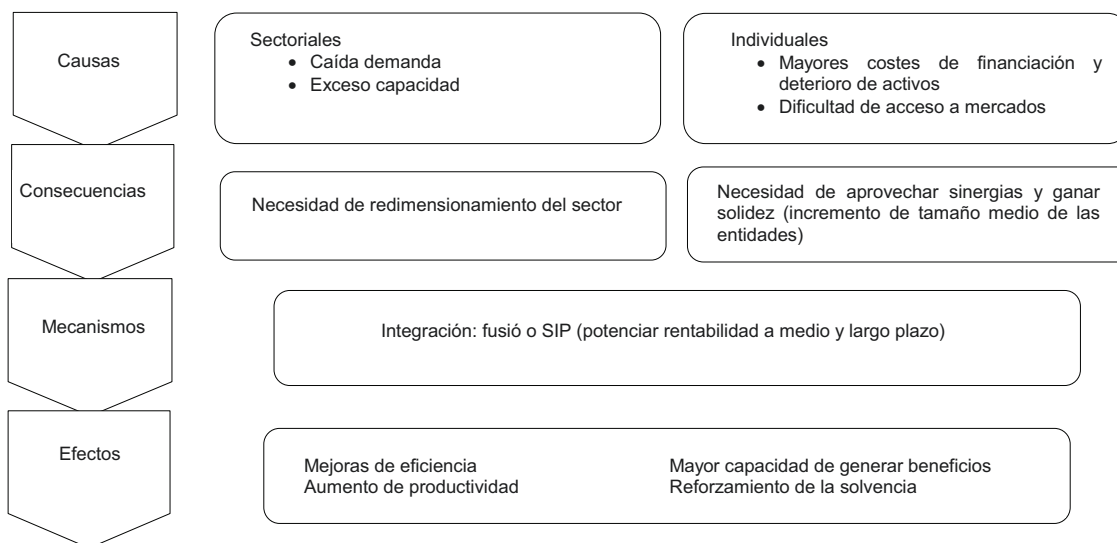 Causas
Sectoriales
• Caída demanda
• Exceso capacidad
Individuales
• Mayores costes de financiación y
deterioro de activos
• Dificultad de acceso a mercados
Consecuencias
Necesidad de redimensionamiento del sector
Necesidad de aprovechar sinergias y ganar
solidez (incremento de tamaño medio de las
entidades)
Mecanismos
Integración: fusió o SIP (potenciar rentabilidad a medio y largo plazo)
Efectos
Mejoras de eficiencia
Aumento de productividad
Mayor capacidad de generar beneficios
Reforzamiento de la solvencia